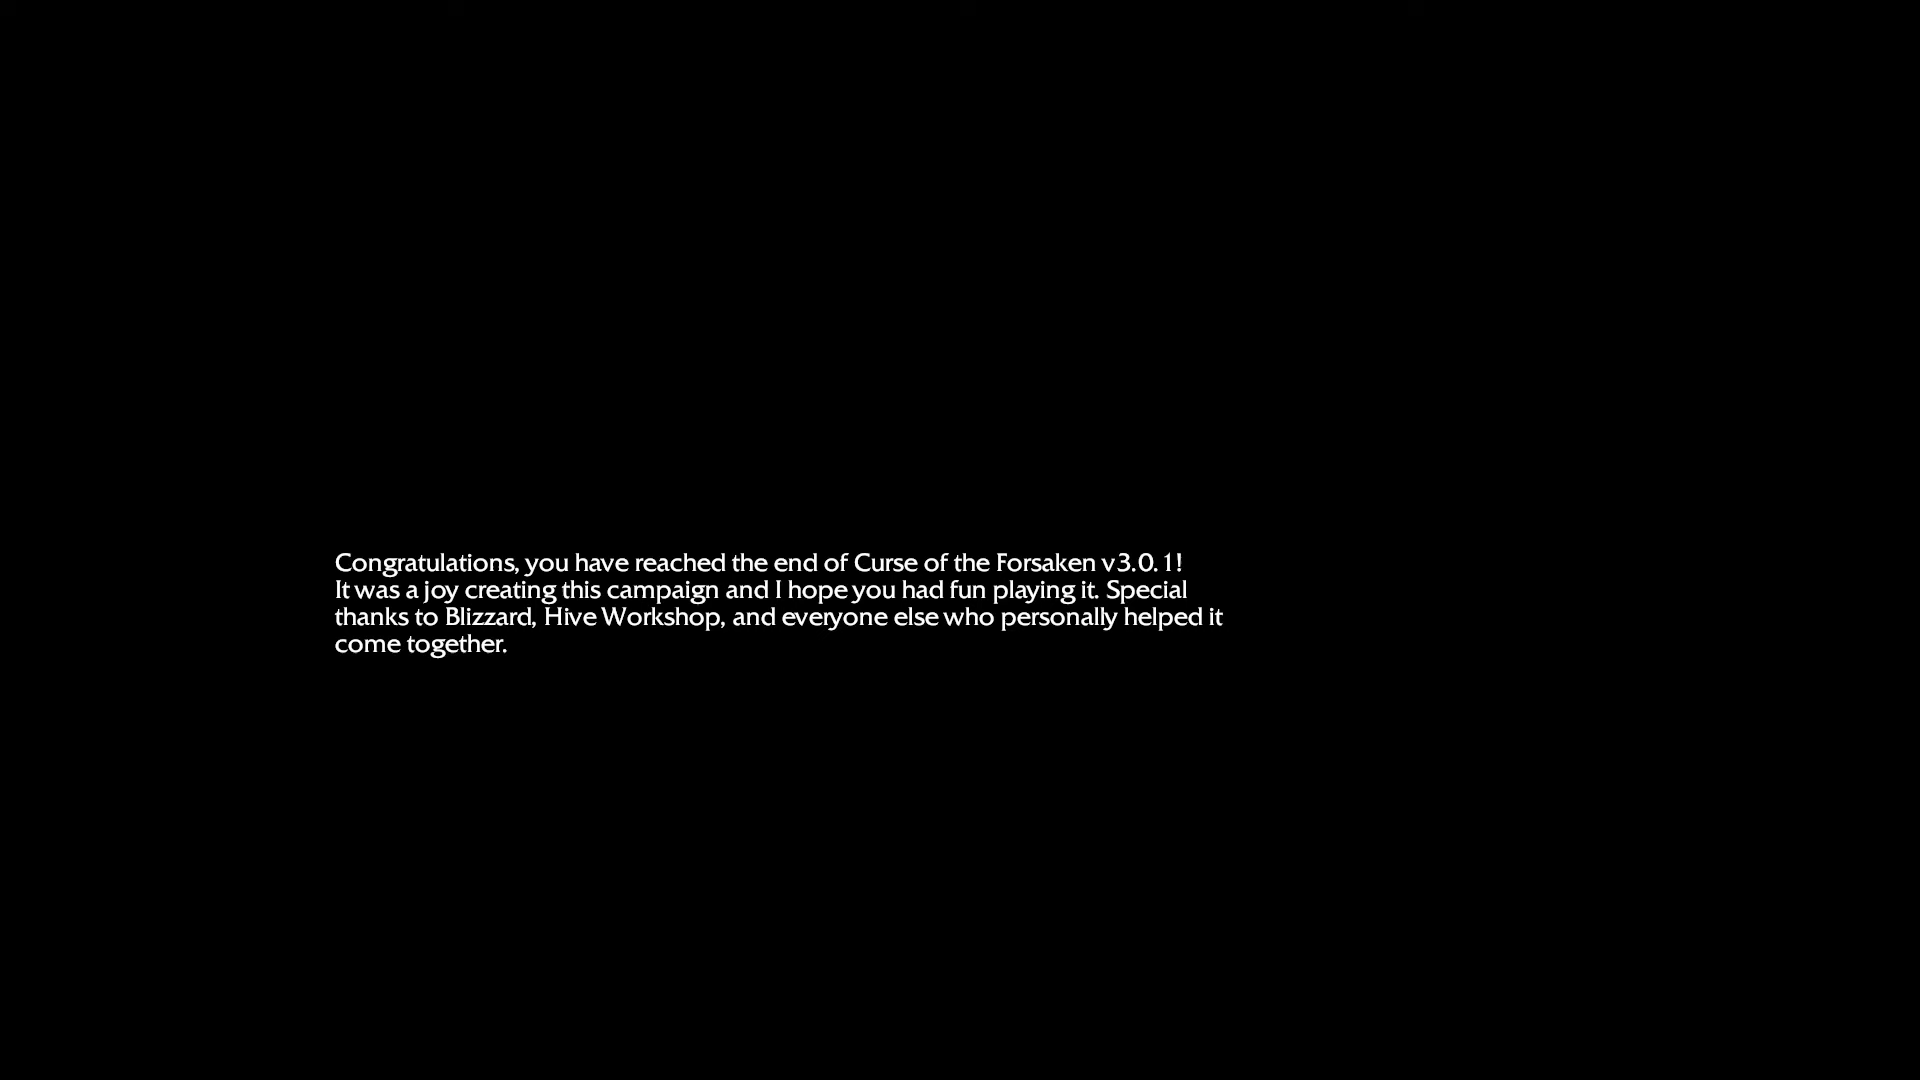 Congratulations, you have reached the end of Curse of the Forsaken v3.0.1!
It was a joy creating this campaign and I hope you had fun playing it. Special
thanks to Blizzard, Hive Workshop, and everyone else who personally helped it
come together.